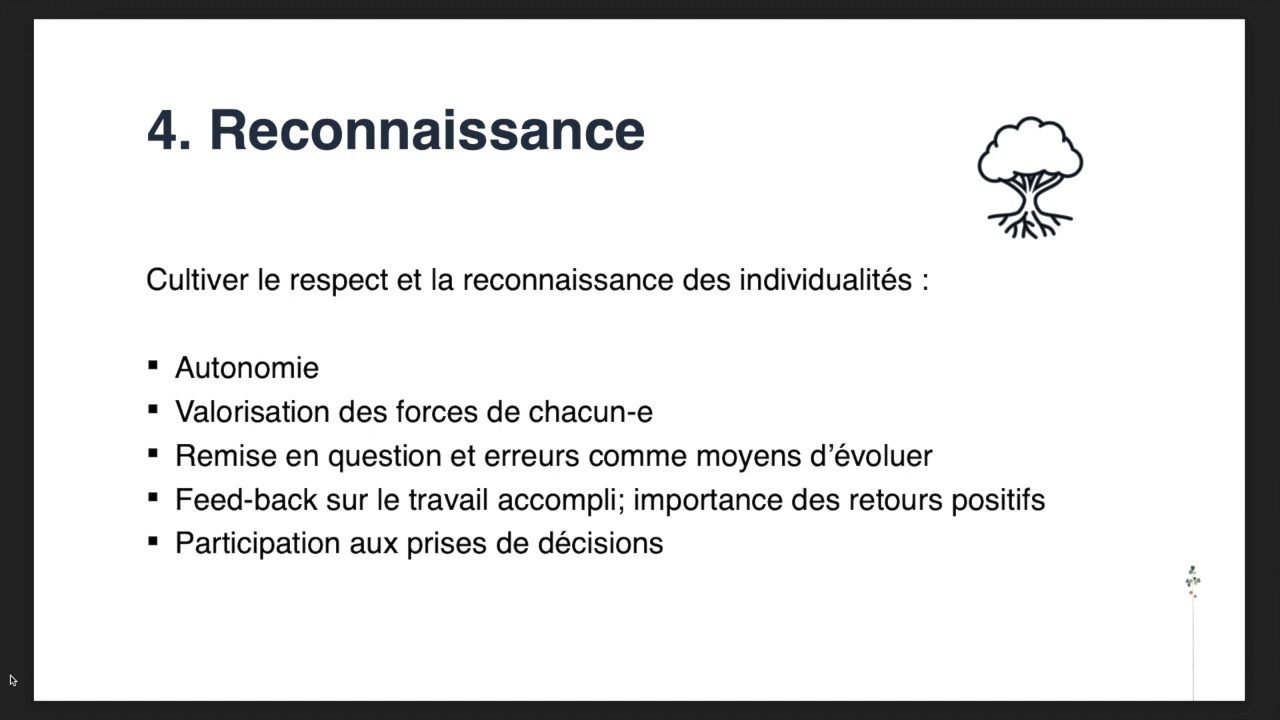 4. Reconnaissance
Cultiver le respect et la reconnaissance des individualités :
▪ Autonomie
▪ Valorisation des forces de chacun-e
▪ Remise en question et erreurs comme moyens d’évoluer
▪ Feed-back sur le travail accompli; importance des retours positifs
▪ Participation aux prises de décisions